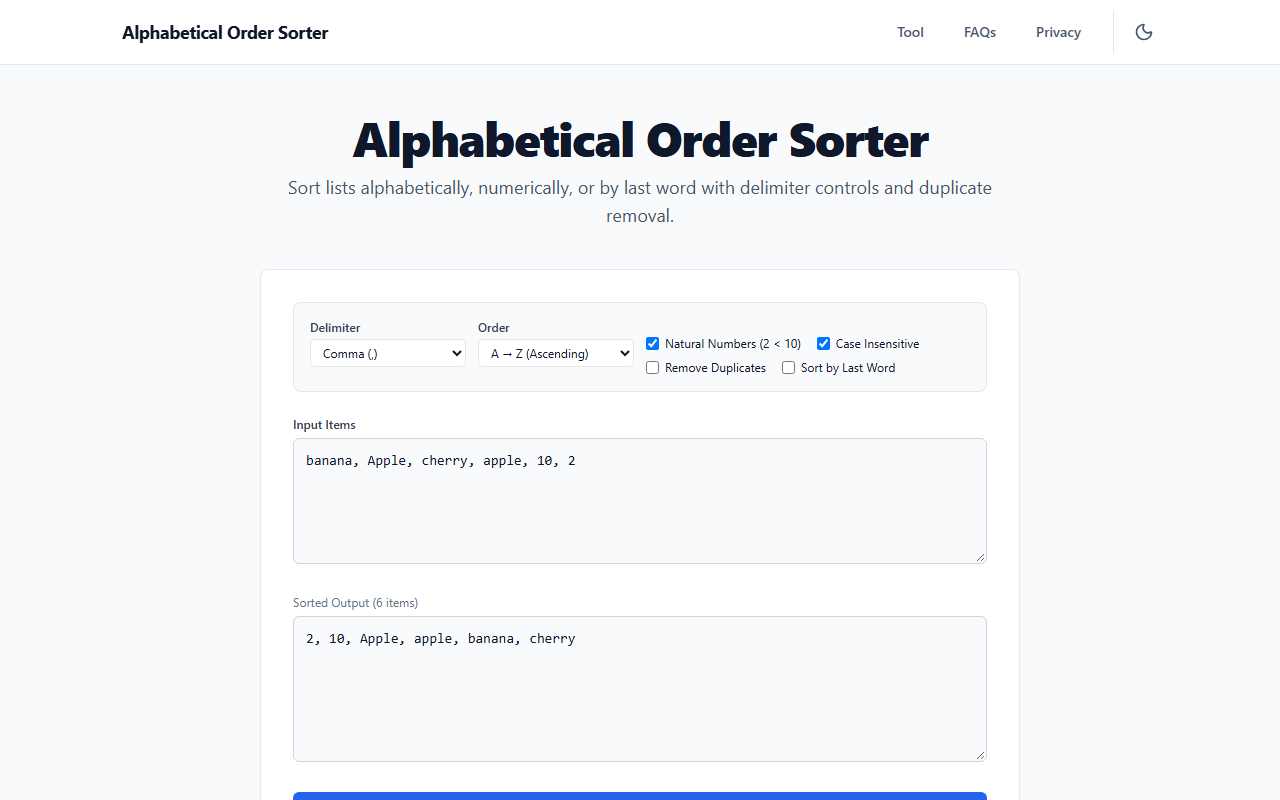 Alphabetical Order Sorter
Tool
FAQs
Privacy
Alphabetical Order Sorter
Sort lists alphabetically, numerically, or by last word with delimiter controls and duplicate
removal.
Delimiter
Order
Comma (,)
A → Z (Ascending)
Natural Numbers (2 < 10)
Case Insensitive
Remove Duplicates
Sort by Last Word
Input Items
banana, Apple, cherry, apple, 10, 2
Sorted Output (6 items)
2, 10, Apple, apple, banana, cherry